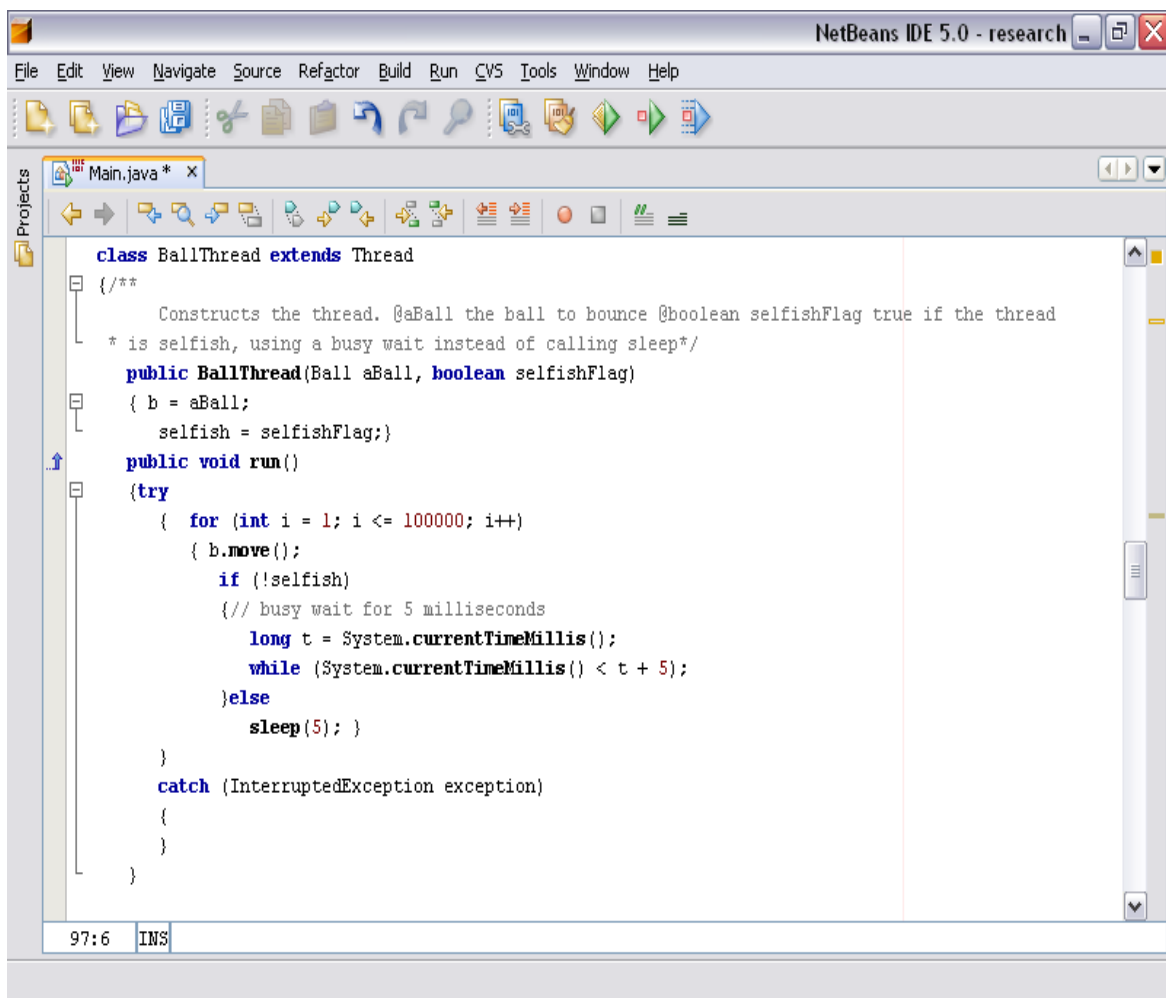 NetBeans IDE 5.0 - research
File Edit View Navigate Source Refactor Build Run CVS Tools Window Help
Projects
Main.java *
class BallThread extends Thread
{/**
Constructs the thread. @aBall the ball to bounce @boolean selfishFlag true if the thread
* is selfish, using a busy wait instead of calling sleep*/
public BallThread(Ball aBall, boolean selfishFlag)
{ b = aBall;
selfish = selfishFlag;}
public void run()
{try
{ for (int i = 1; i <= 100000; i++)
{ b.move();
if (!selfish)
{// busy wait for 5 milliseconds
long t = System.currentTimeMillis();
while (System.currentTimeMillis() < t + 5);
}else
sleep(5); }
}
catch (InterruptedException exception)
{
}
}
97:6 INS